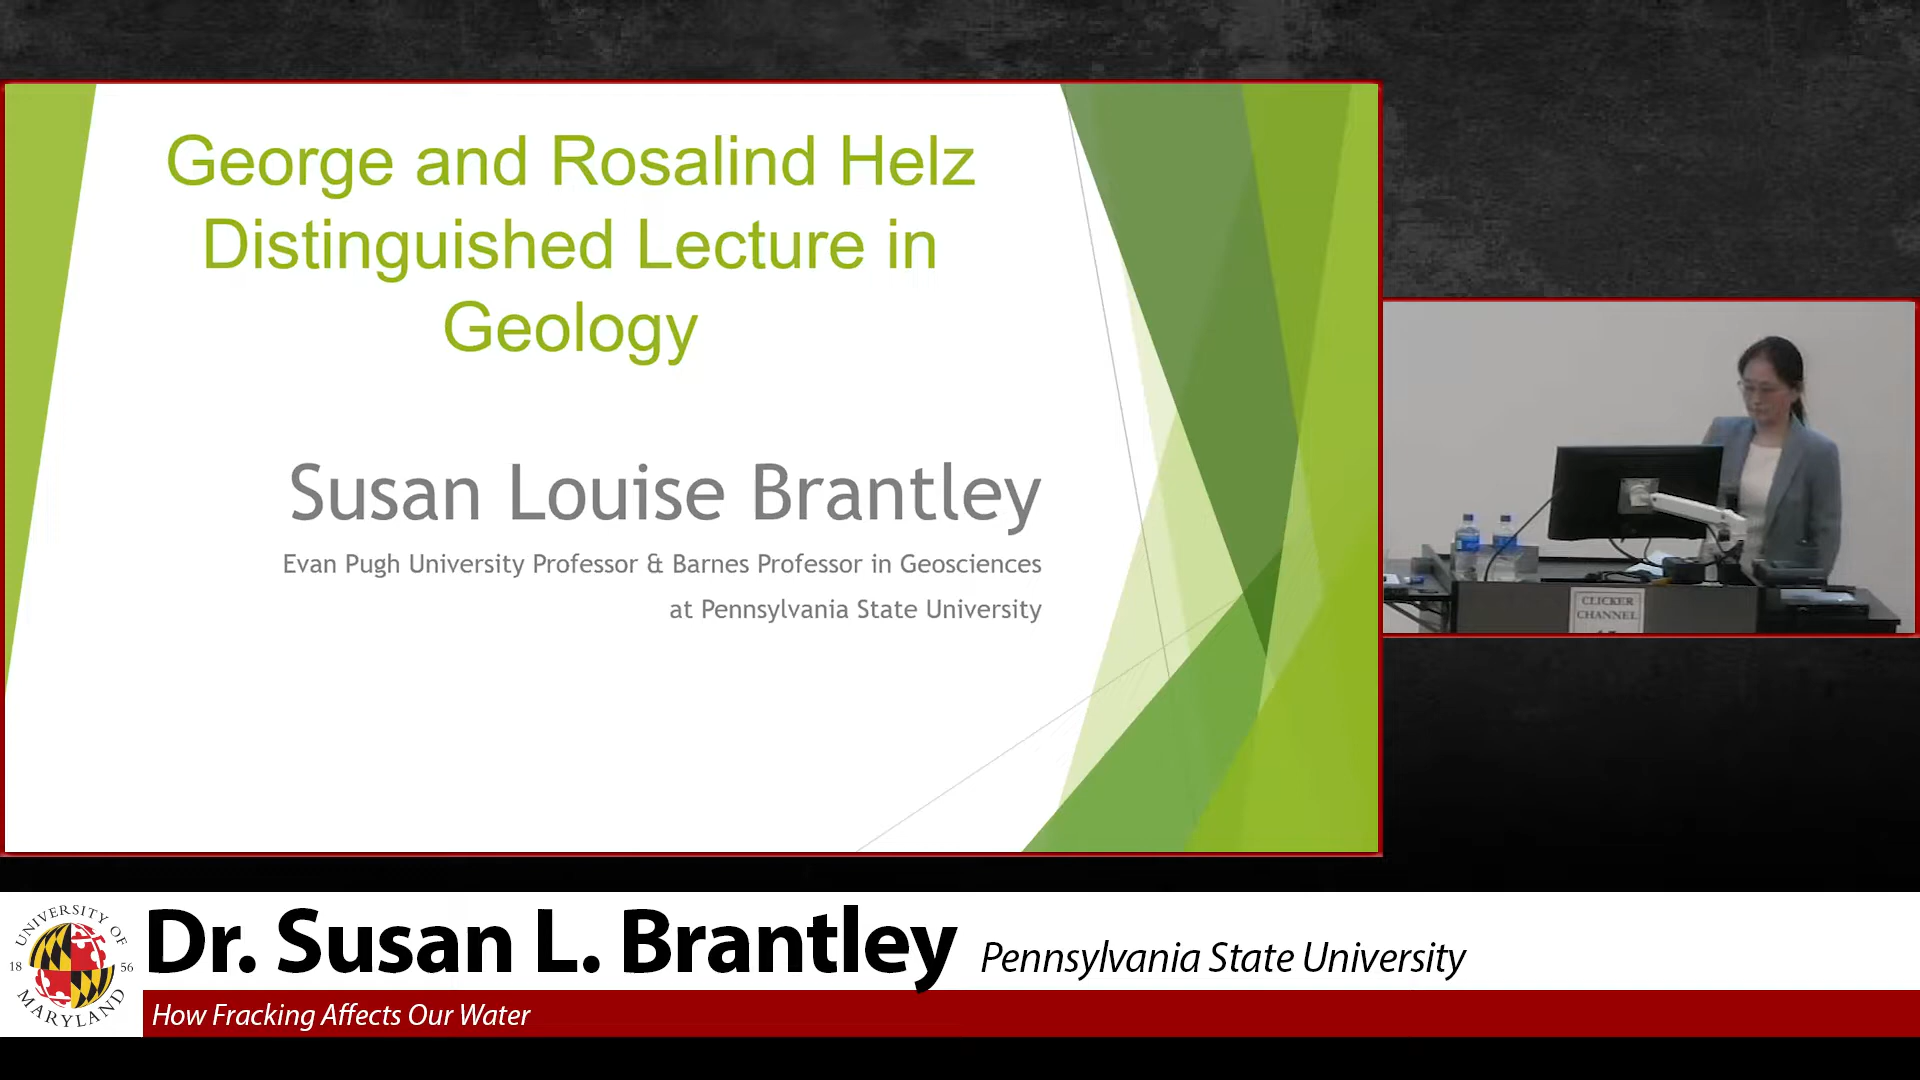 George and Rosalind Helz
Distinguished Lecture in
Geology
Susan Louise Brantley
Evan Pugh University Professor & Barnes Professor in Geosciences
at Pennsylvania State University
CLICKER
CHANNEL
UNIVERSITY OF
18 56
MARYLAND
Dr. Susan L. Brantley Pennsylvania State University
How Fracking Affects Our Water